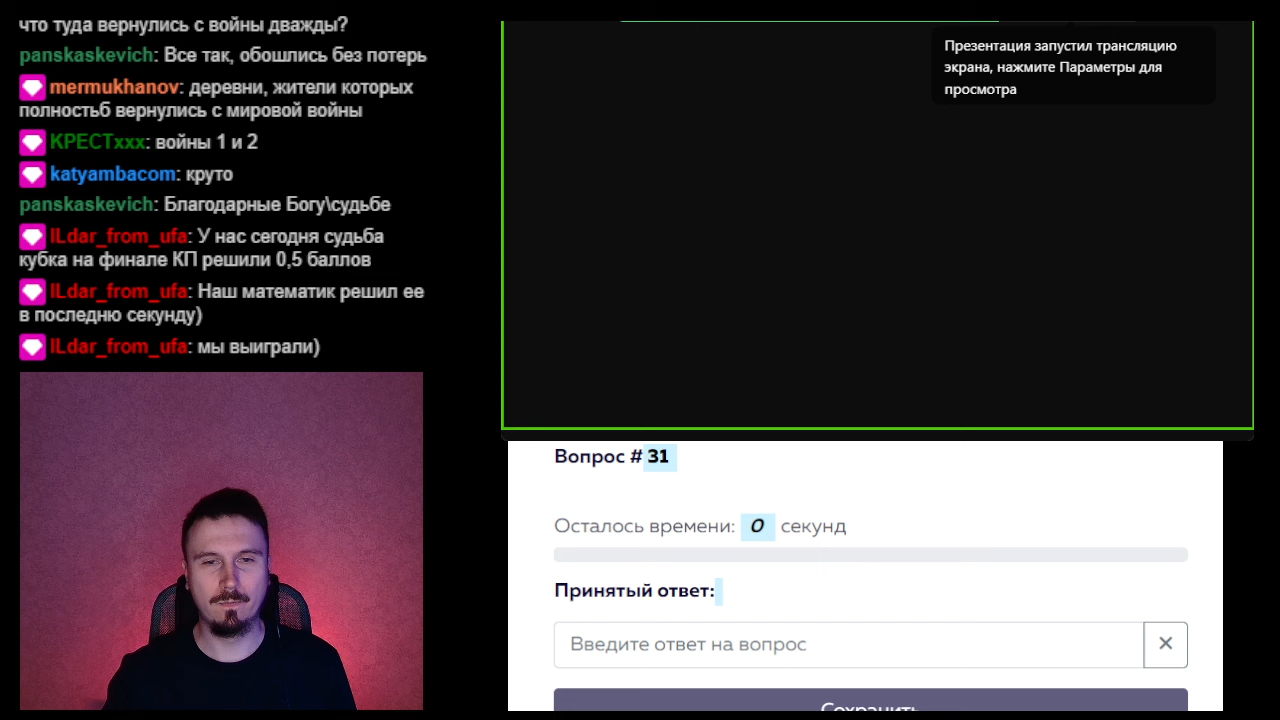 что туда вернулись с войны дважды?
panskaskevich: Все так, обошлись без потерь
mermukhanov: деревни, жители которых
полностьб вернулись с мировой войны
КРЕСТxxx: войны 1 и 2
katyambacom: круто
panskaskevich: Благодарные Богу\судьбе
ILdar_from_ufa: У нас сегодня судьба
кубка на финале КП решили 0,5 баллов
ILdar_from_ufa: Наш математик решил ее
в последню секунду)
ILdar_from_ufa: мы выиграли)
Презентация запустил трансляцию
экрана, нажмите Параметры для
просмотра
Вопрос # 31
Осталось времени: 0 секунд
Принятый ответ:
Введите ответ на вопрос
Сохранить